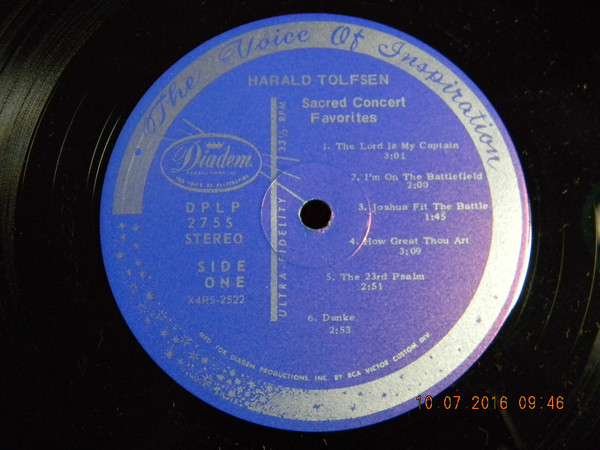 The Voice Of Inspiration
HARALD TOLFSEN
Sacred Concert
Favorites
33⅓ RPM
ULTRA FIDELITY
Diadem
THE VOICE OF INSPIRATION
DPLP
275S
STEREO
SIDE
ONE
X4RS-2522
1. The Lord Is My Captain
3:01
2. I'm On The Battlefield
2:00
3. Joshua Fit The Battle
1:45
4. How Great Thou Art
3:09
5. The 23rd Psalm
2:51
6. Danke
2:53
MFD. FOR DIADEM PRODUCTIONS, INC. BY RCA VICTOR CUSTOM DIV.
10.07.2016 09:46